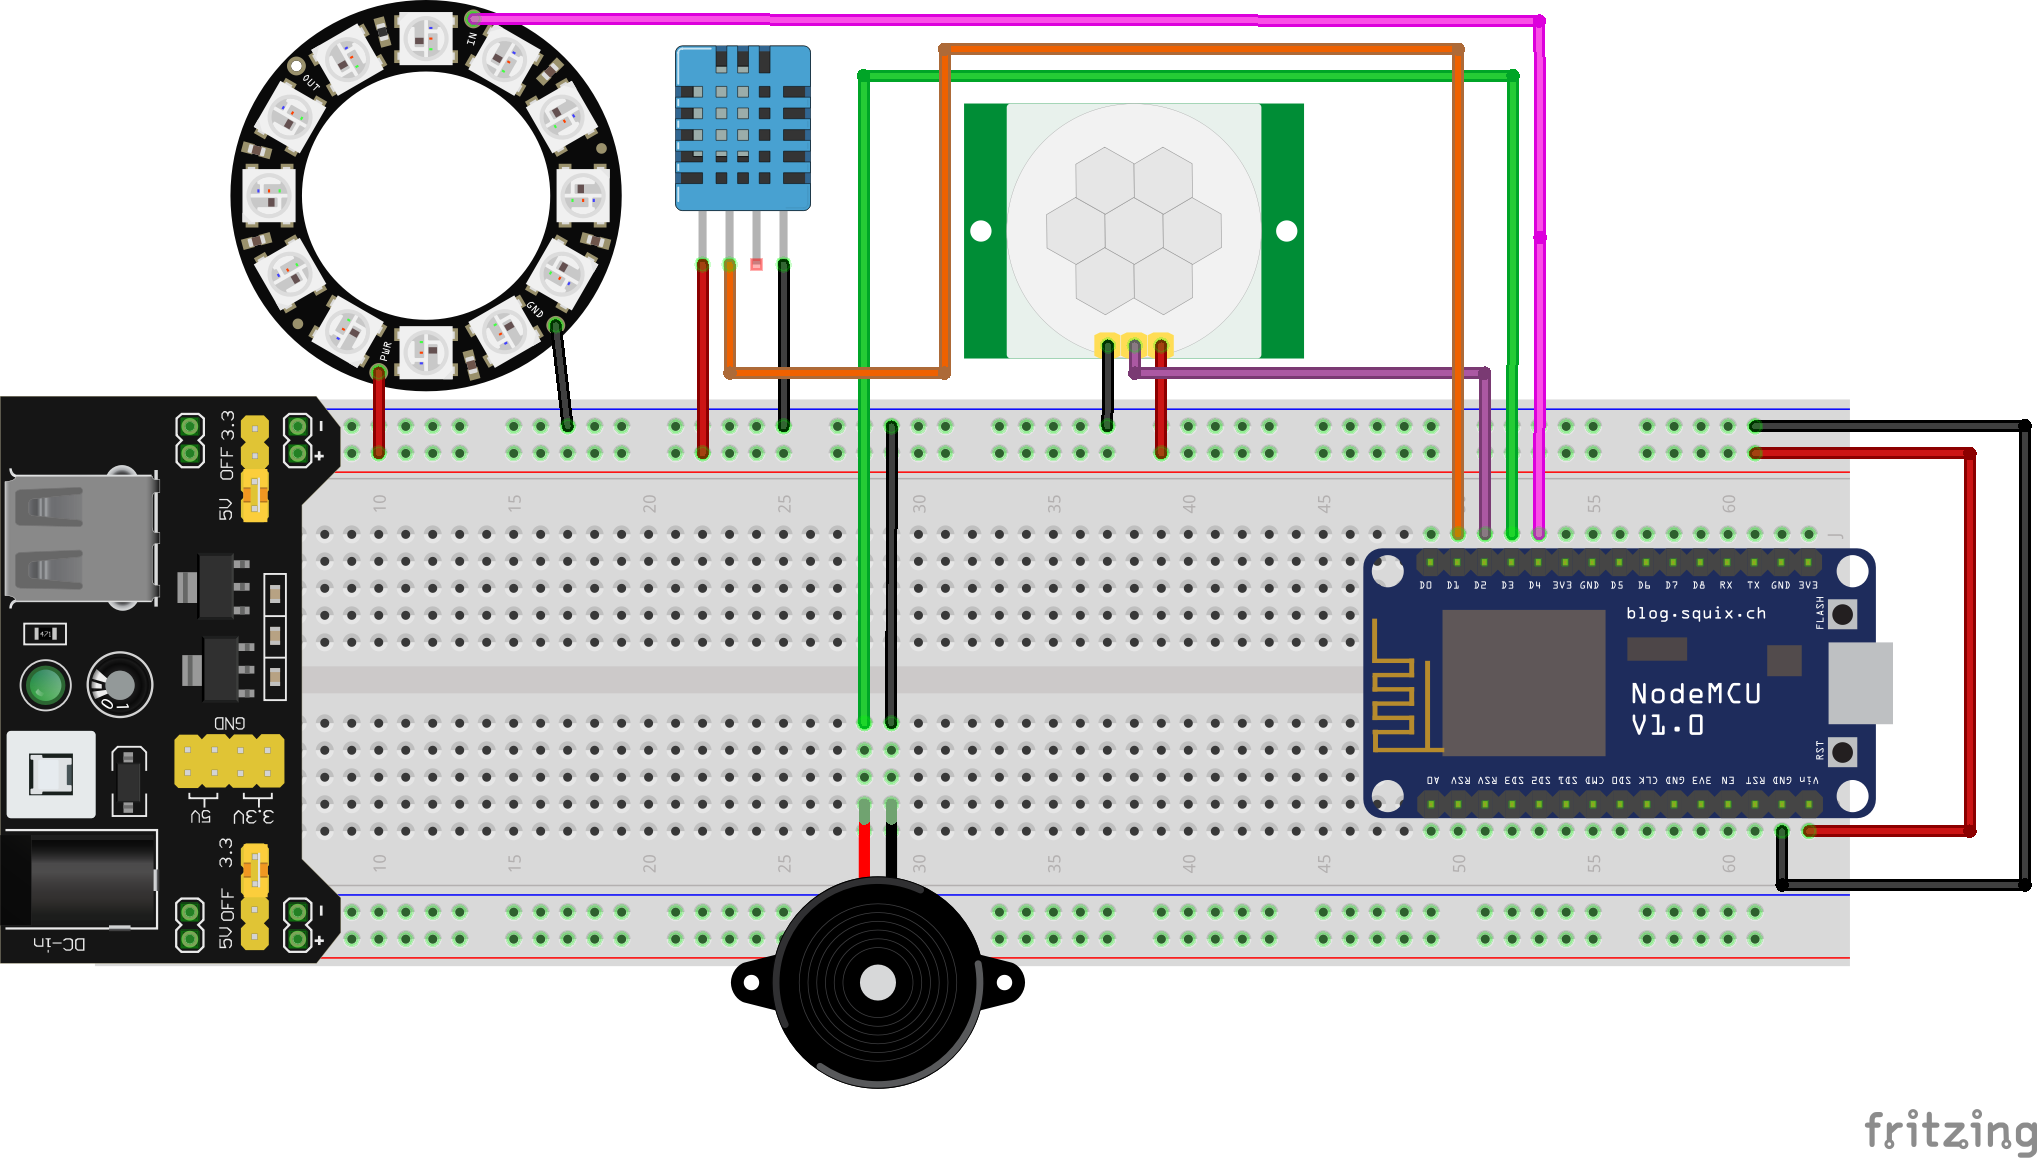 IN
OUT
GND
PWR
3.3
OFF
5V
-
+
10 15 20 25 30 35 40 45 55 60
J
D0 D1 D2 D3 D4 3V3 GND D5 D6 D7 D8 RX TX GND 3V3
blog.squix.ch
FLASH
471
NodeMCU
V1.0
10
GND
RST
A0 RSV RSV SD3 SD2 SD1 CMD SD0 CLK GND 3V3 EN RST GND Vin
5V 3.3V
3.3
OFF
5V
10 15 20 25 30 35 40 45 50 55 60
-
+
DC-in
fritzing